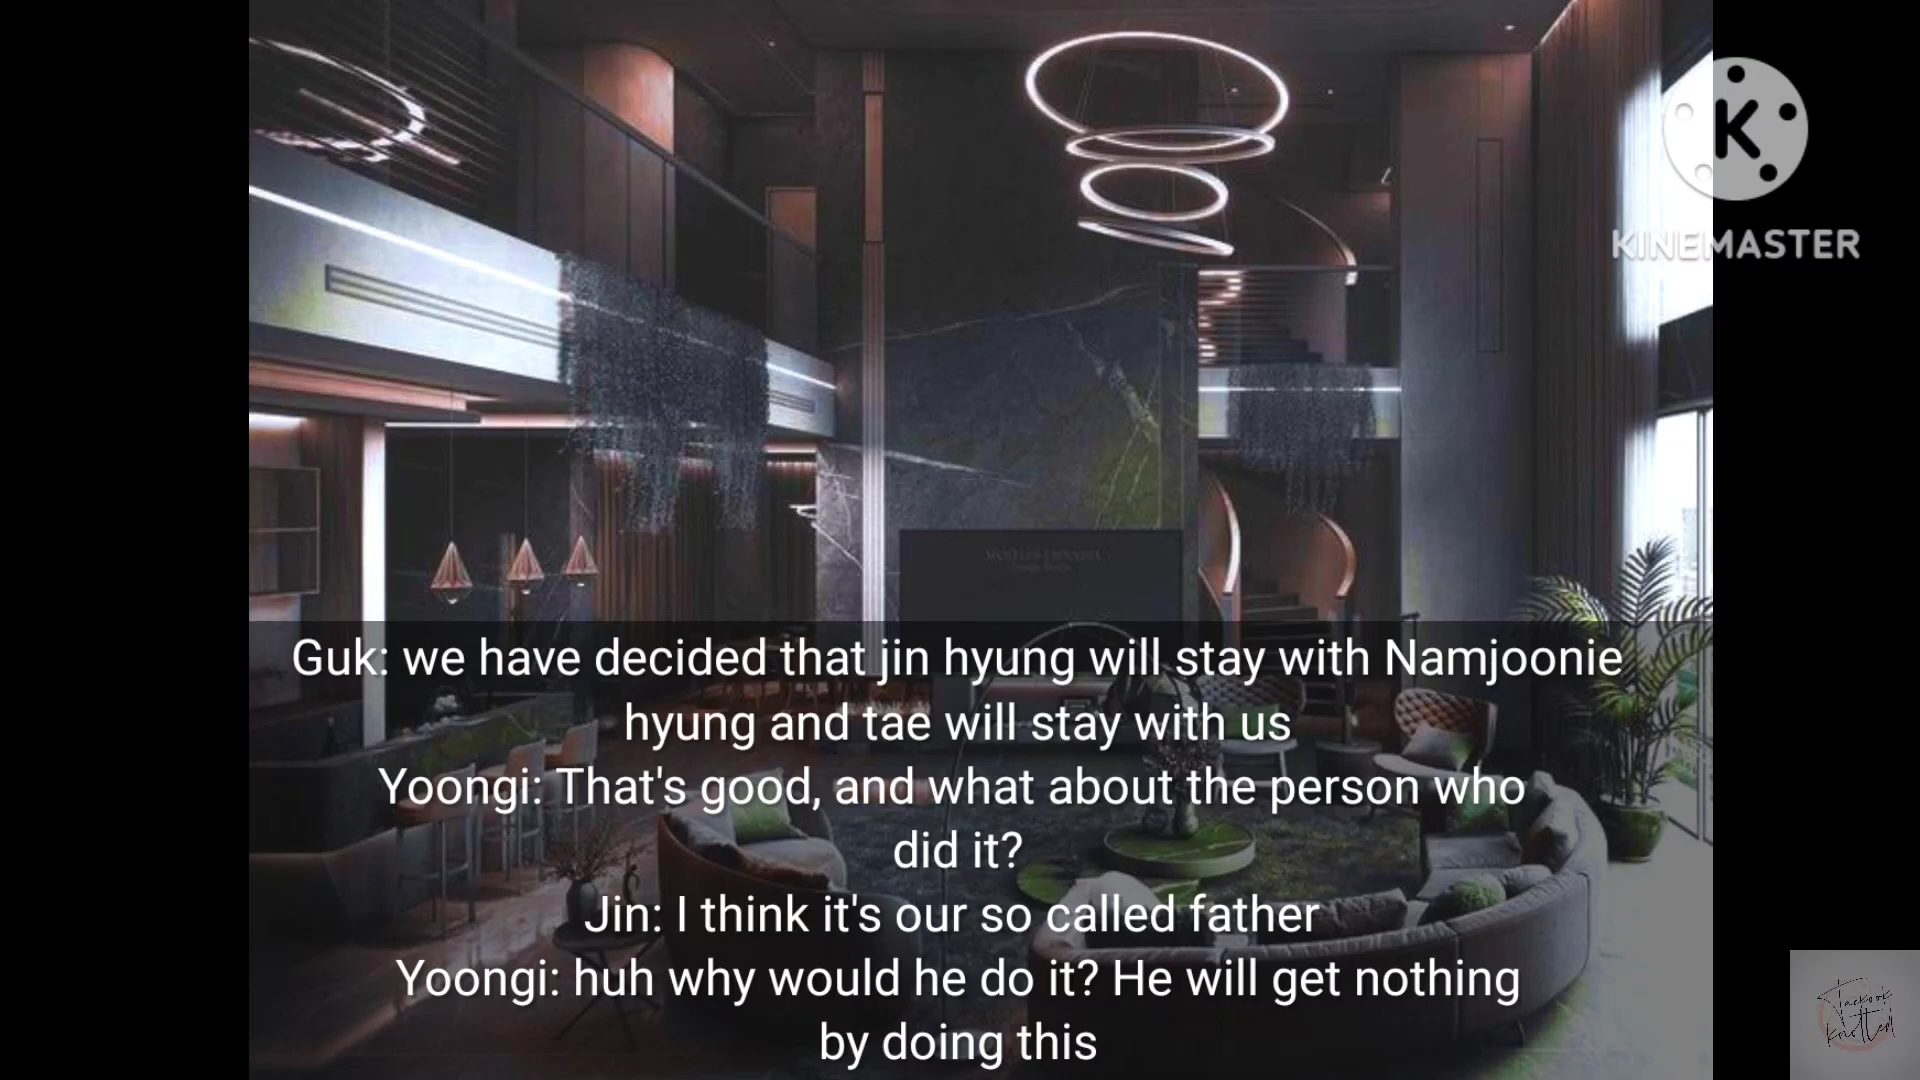 KINEMASTER
Guk: we have decided that jin hyung will stay with Namjoonie
hyung and tae will stay with us
Yoongi: That's good, and what about the person who
did it?
Jin: I think it's our so called father
Yoongi: huh why would he do it? He will get nothing
by doing this
Taekook
knotted